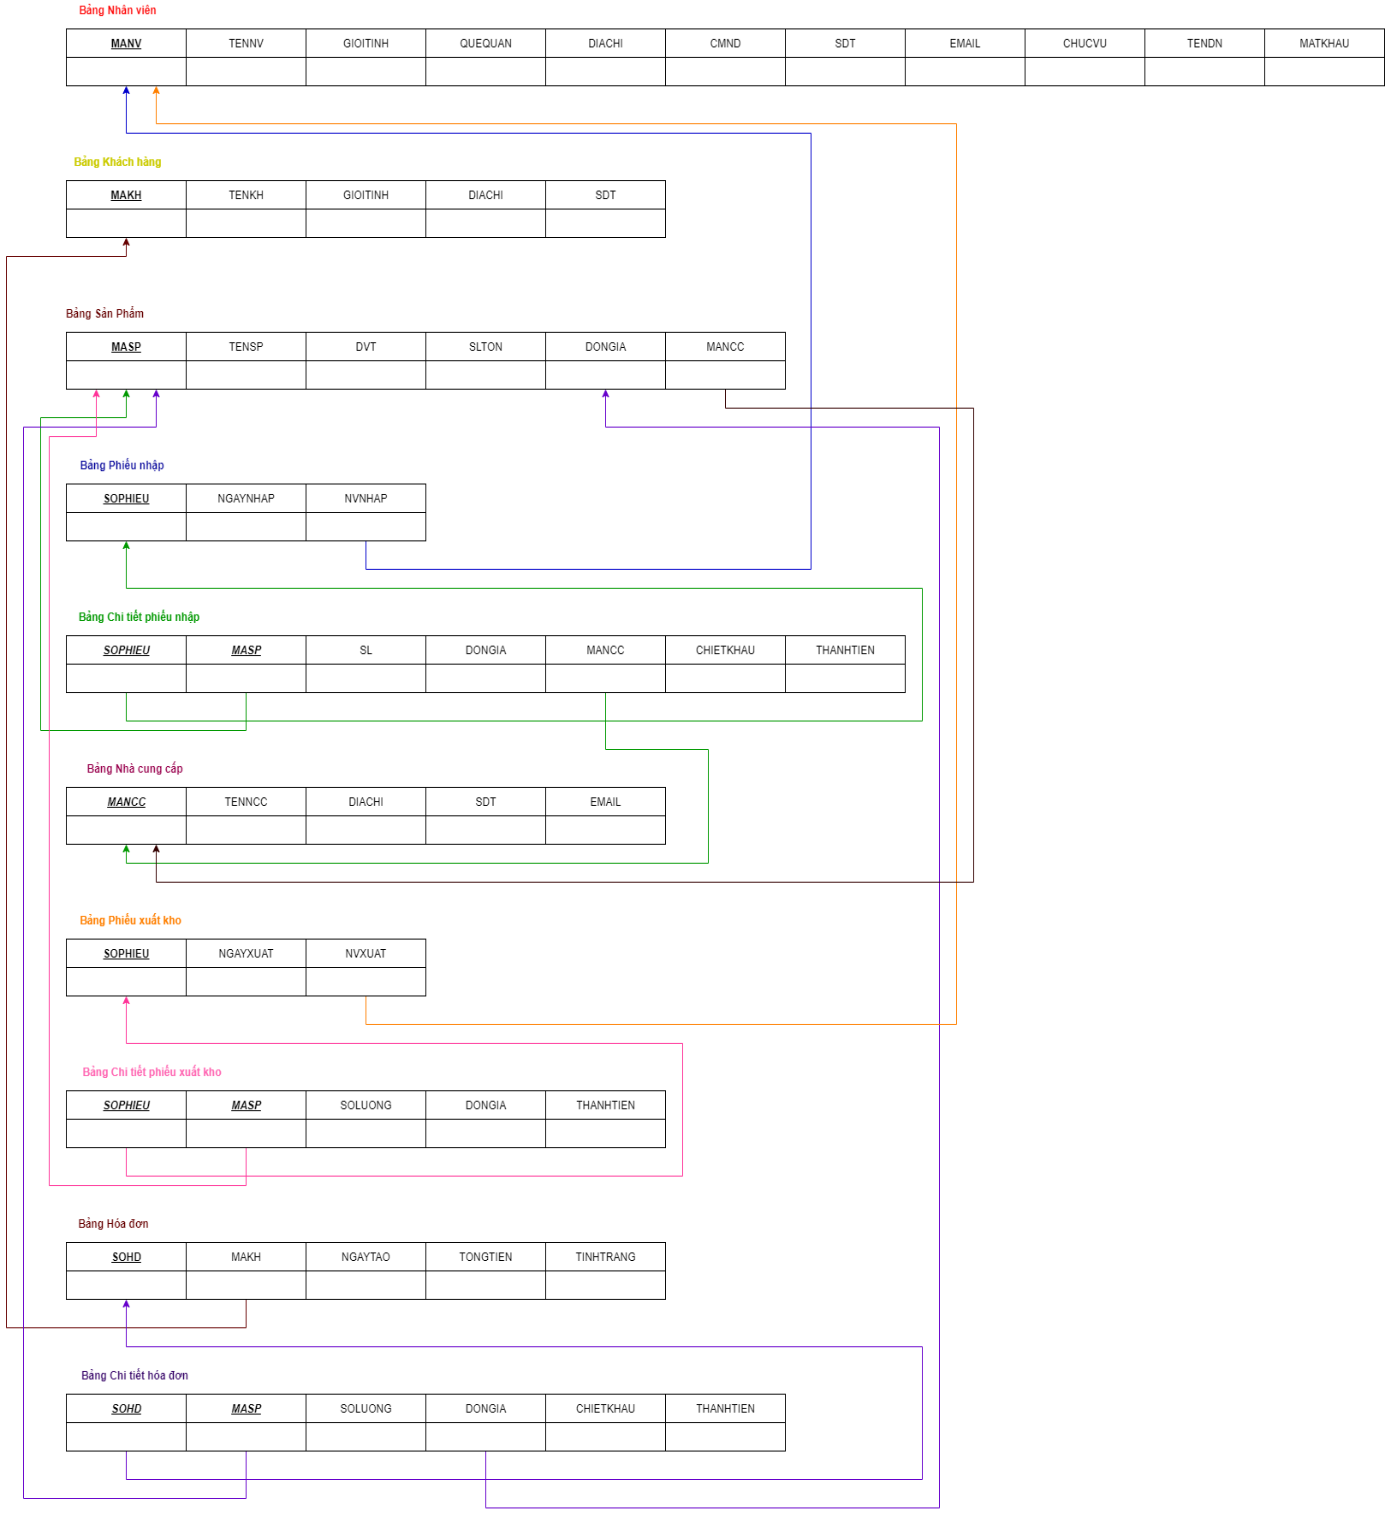 Bảng Nhân viên
MANV TENNV GIOITINH QUEQUAN DIACHI CMND SDT EMAIL CHUCVU TENDN MATKHAU
Bảng Khách hàng
MAKH TENKH GIOITINH DIACHI SDT
Bảng Sản Phẩm
MASP TENSP DVT SLTON DONGIA MANCC
Bảng Phiếu nhập
SOPHIEU NGAYNHAP NVNHAP
Bảng Chi tiết phiếu nhập
SOPHIEU MASP SL DONGIA MANCC CHIETKHAU THANHTIEN
Bảng Nhà cung cấp
MANCC TENNCC DIACHI SDT EMAIL
Bảng Phiếu xuất kho
SOPHIEU NGAYXUAT NVXUAT
Bảng Chi tiết phiếu xuất kho
SOPHIEU MASP SOLUONG DONGIA THANHTIEN
Bảng Hóa đơn
SOHD MAKH NGAYTAO TONGTIEN TINHTRANG
Bảng Chi tiết hóa đơn
SOHD MASP SOLUONG DONGIA CHIETKHAU THANHTIEN